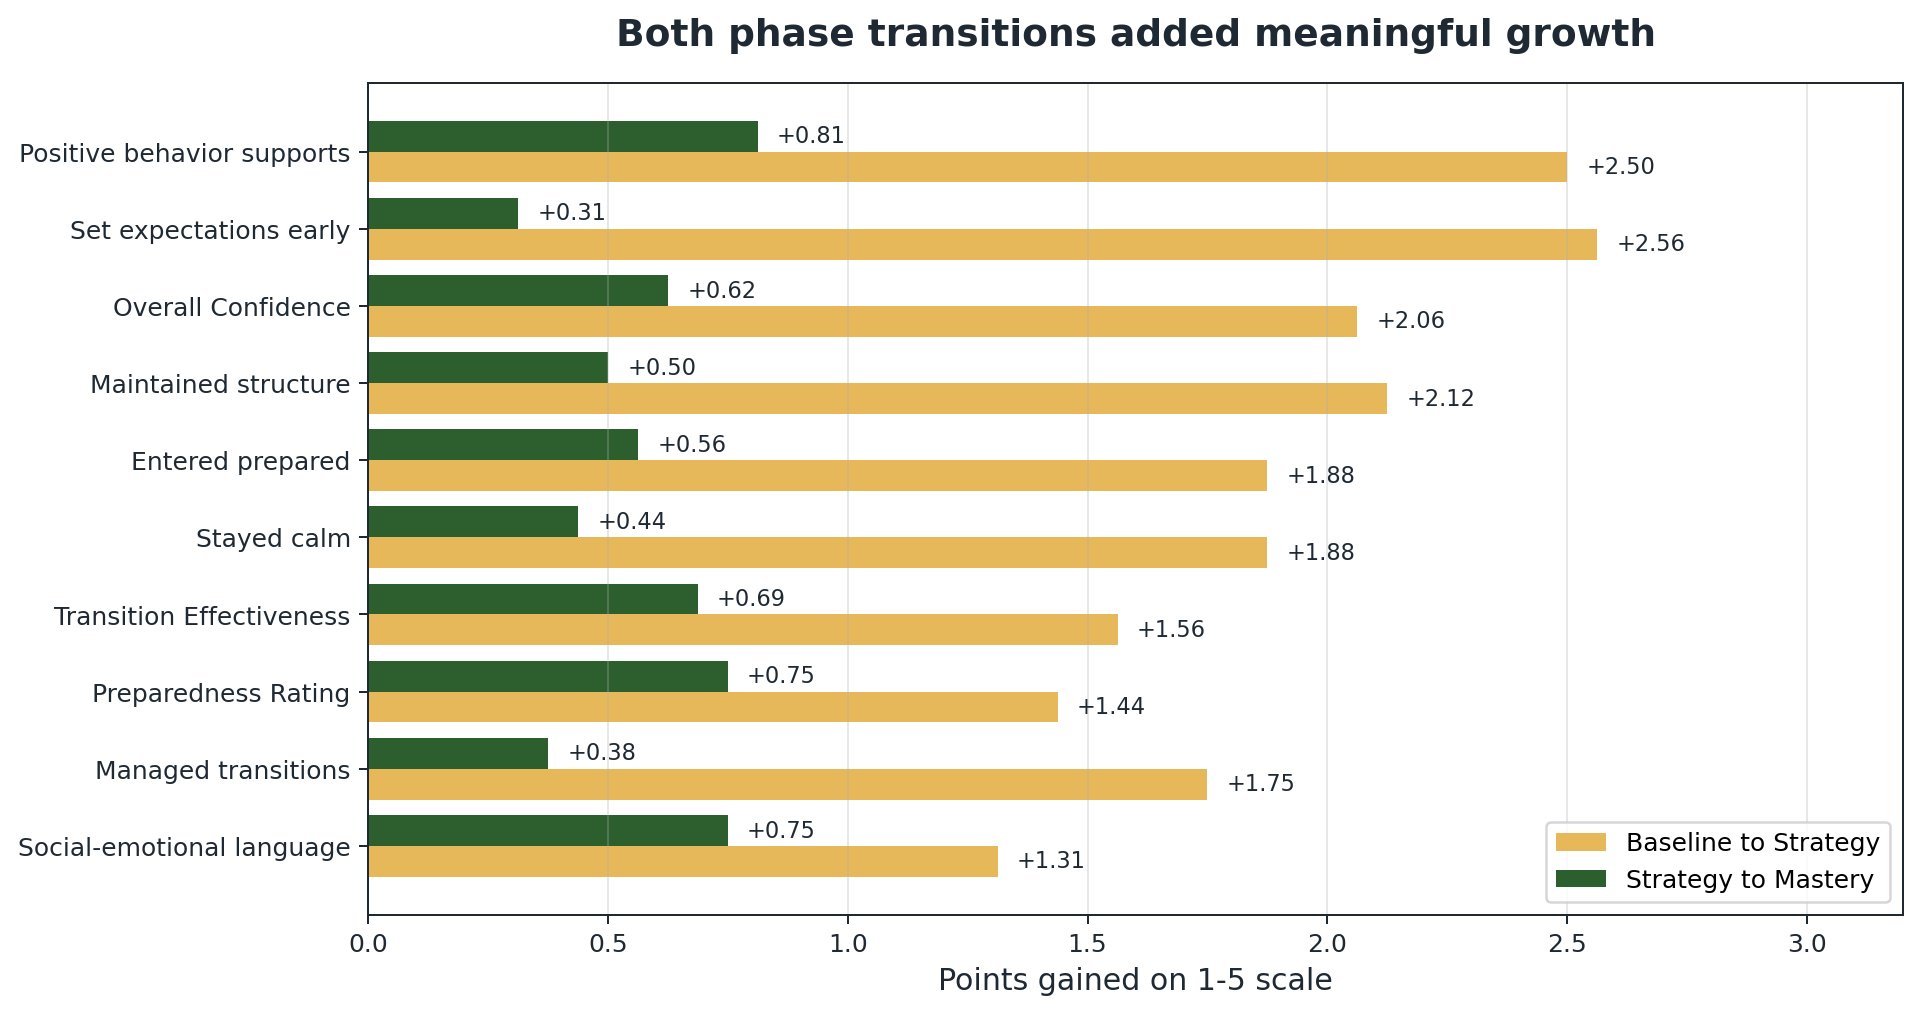 Both phase transitions added meaningful growth
Positive behavior supports
+0.81
+2.50
Set expectations early
+0.31
+2.56
Overall Confidence
+0.62
+2.06
Maintained structure
+0.50
+2.12
Entered prepared
+0.56
+1.88
Stayed calm
+0.44
+1.88
Transition Effectiveness
+0.69
+1.56
Preparedness Rating
+0.75
+1.44
Managed transitions
+0.38
+1.75
Social-emotional language
+0.75
+1.31
Baseline to Strategy
Strategy to Mastery
0.0 0.5 1.0 1.5 2.0 2.5 3.0
Points gained on 1-5 scale